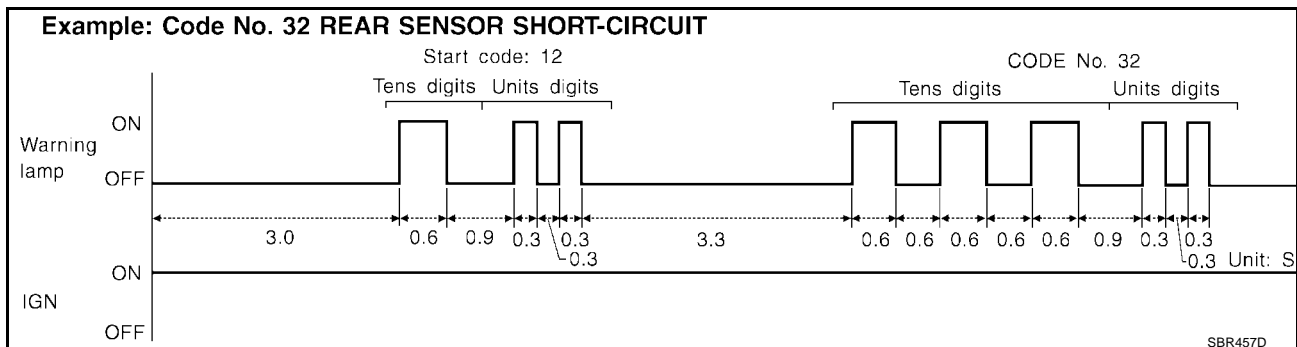 Example: Code No. 32 REAR SENSOR SHORT-CIRCUIT
Start code: 12
CODE No. 32
Tens digits Units digits
Tens digits Units digits
ON
Warning
lamp
OFF
3.0 0.6 0.9 0.3 0.3 3.3 0.6 0.6 0.6 0.6 0.6 0.9 0.3 0.3
0.3 0.3 Unit: S
ON
IGN
OFF
SBR457D